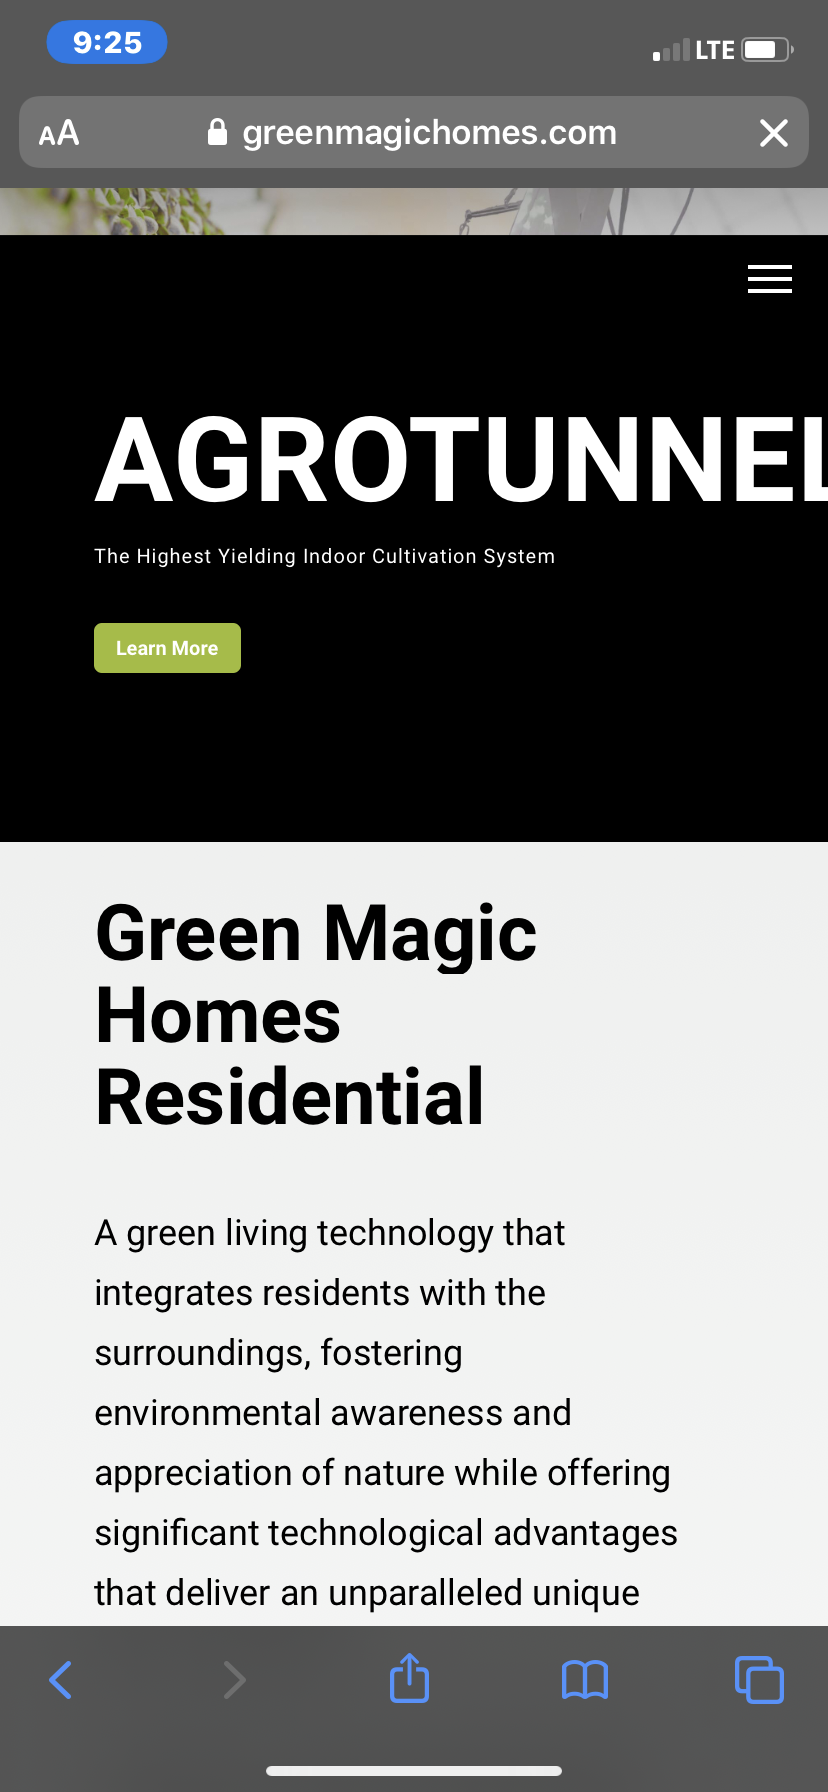 9:25
LTE
AA
greenmagichomes.com
AGROTUNNEL
The Highest Yielding Indoor Cultivation System
Learn More
Green Magic
Homes
Residential
A green living technology that
integrates residents with the
surroundings, fostering
environmental awareness and
appreciation of nature while offering
significant technological advantages
that deliver an unparalleled unique